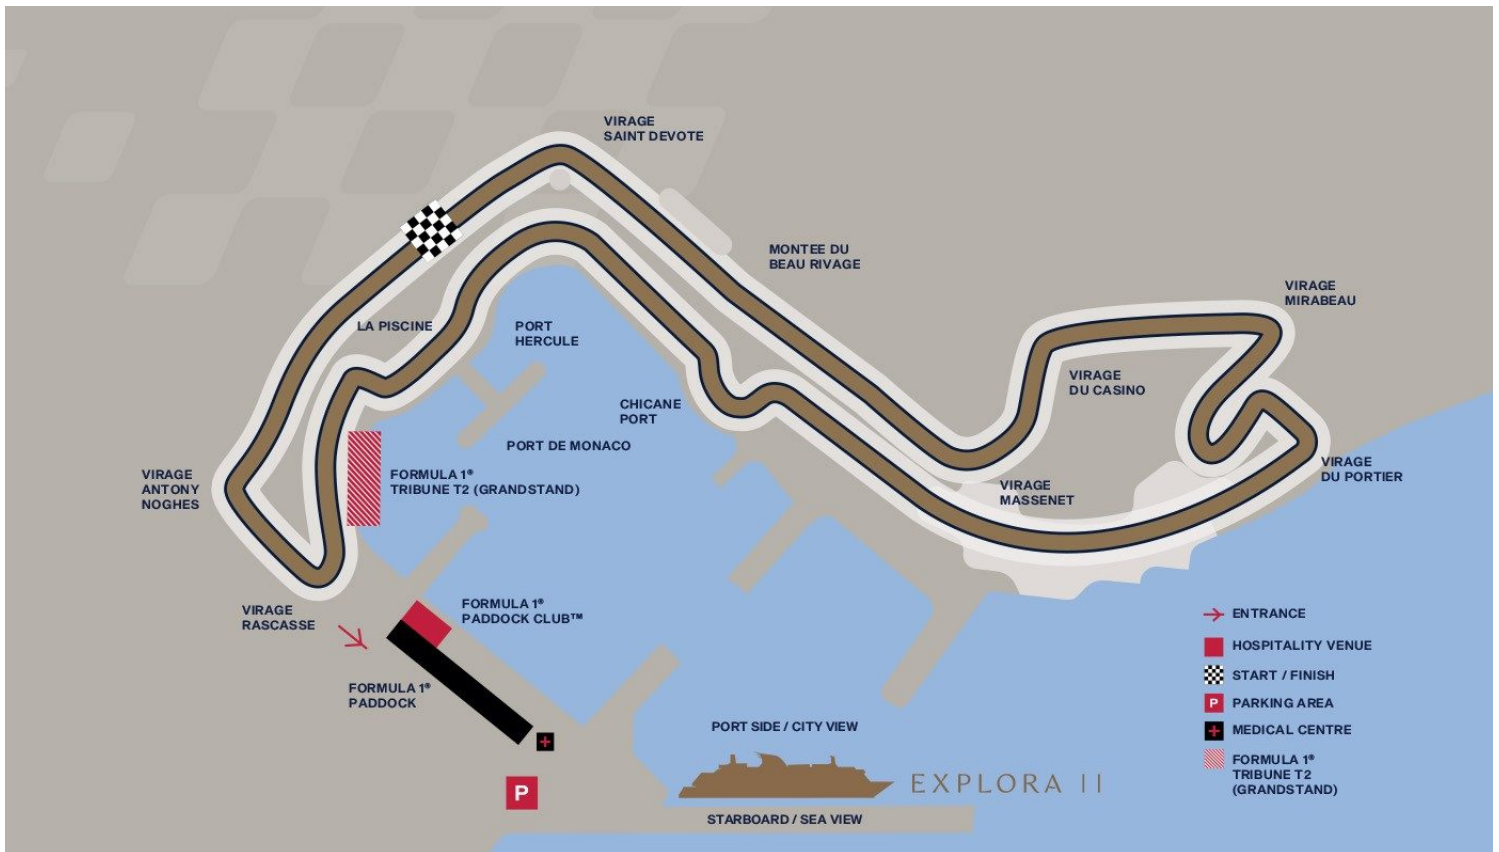 VIRAGE
SAINT DEVOTE
MONTEE DU
BEAU RIVAGE
VIRAGE
MIRABEAU
LA PISCINE
PORT
HERCULE
VIRAGE
DU CASINO
CHICANE
PORT
PORT DE MONACO
VIRAGE
ANTONY
NOGHES
FORMULA 1®
TRIBUNE T2 (GRANDSTAND)
VIRAGE
MASSENET
VIRAGE
DU PORTIER
VIRAGE
RASCASSE
FORMULA 1®
PADDOCK CLUB™
FORMULA 1®
PADDOCK
ENTRANCE
HOSPITALITY VENUE
START / FINISH
P PARKING AREA
MEDICAL CENTRE
FORMULA 1®
TRIBUNE T2
(GRANDSTAND)
PORT SIDE / CITY VIEW
EXPLORA II
P
STARBOARD / SEA VIEW